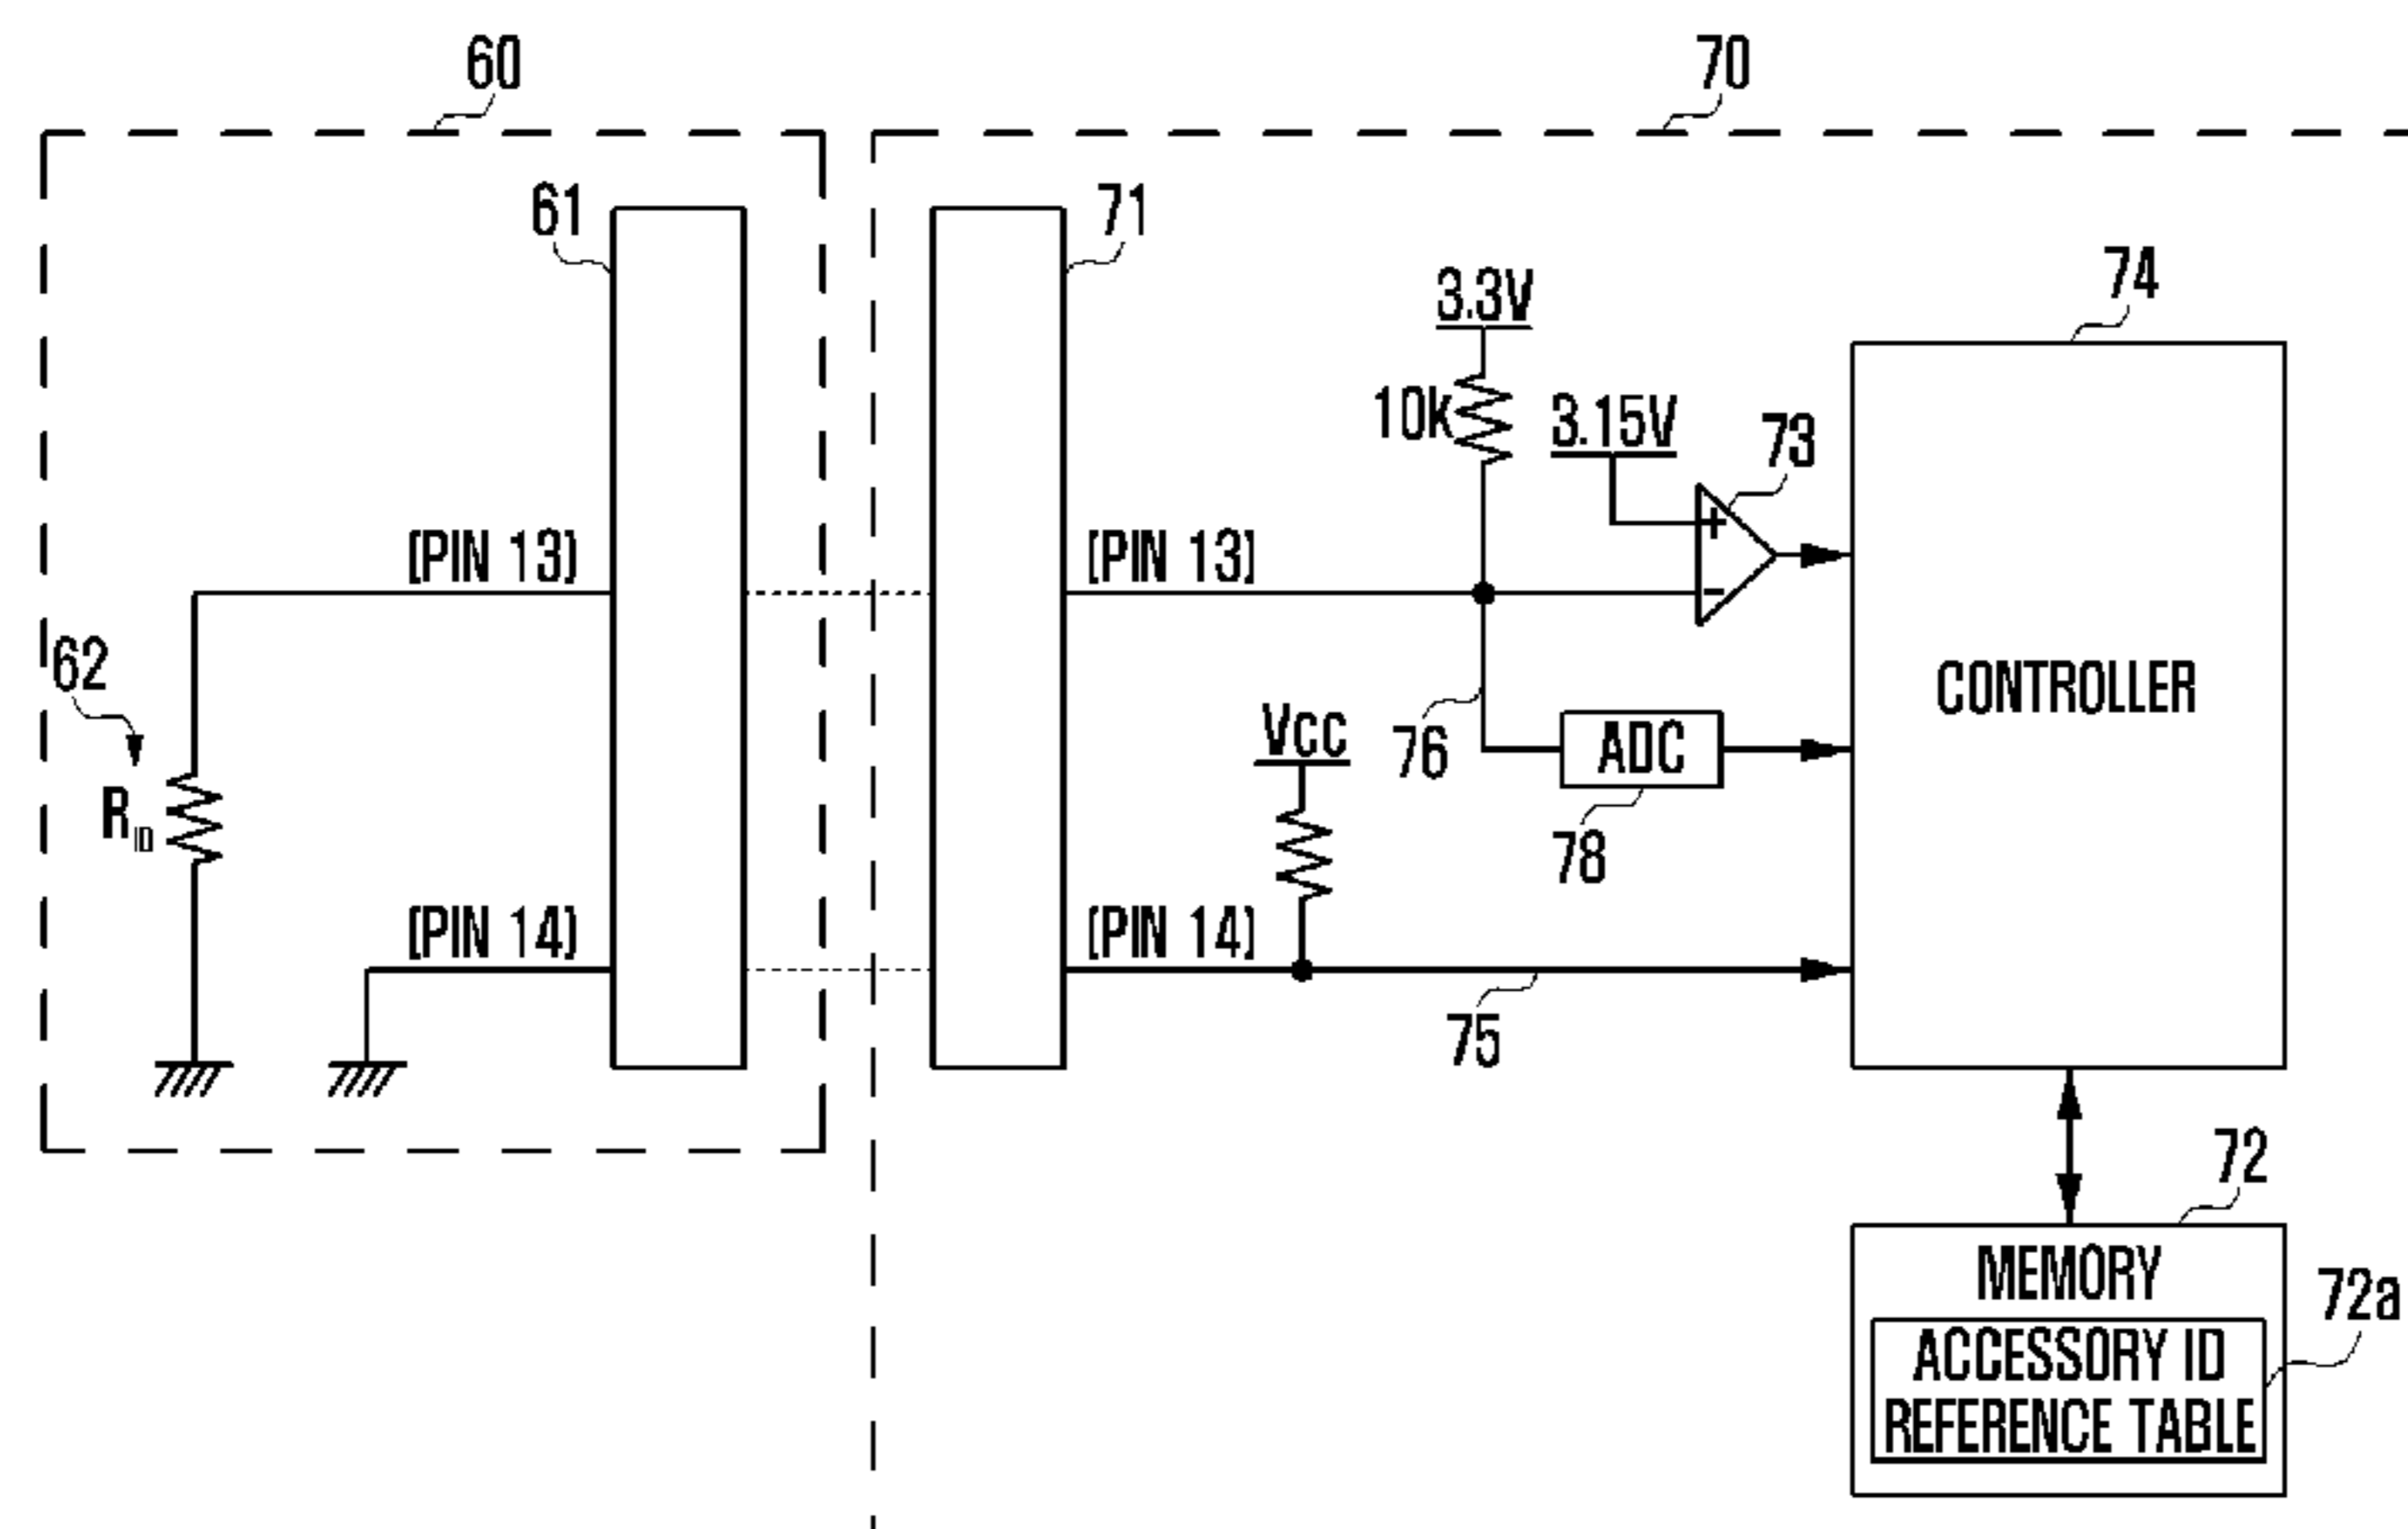 60
70
61
71
74
3.3V
10K
3.15V
73
+
[PIN 13]
[PIN 13]
-
62
CONTROLLER
VCC
76
ADC
R_ID
78
[PIN 14]
[PIN 14]
75
72
MEMORY
72a
ACCESSORY ID
REFERENCE TABLE